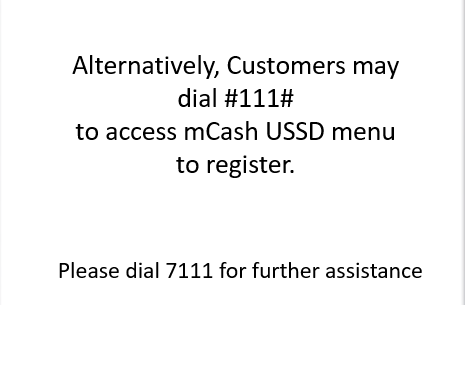 Alternatively, Customers may
dial #111#
to access mCash USSD menu
to register.
Please dial 7111 for further assistance